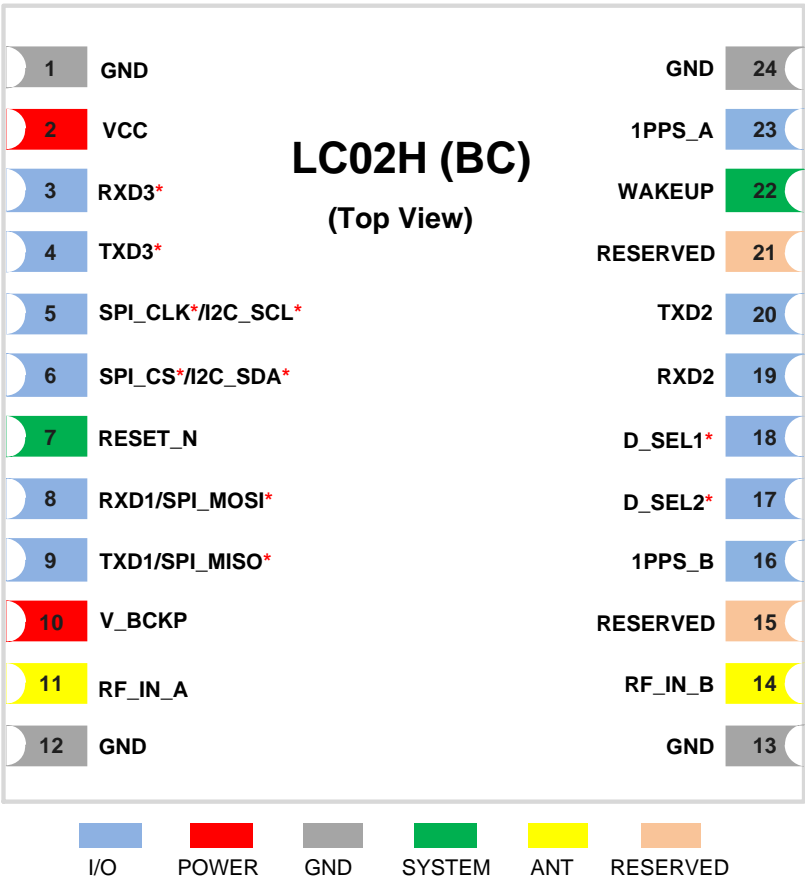 1 GND GND 24
2 VCC 1PPS_A 23
LC02H (BC)
3 RXD3* WAKEUP 22
(Top View)
4 TXD3* RESERVED 21
5 SPI_CLK*/I2C_SCL* TXD2 20
6 SPI_CS*/I2C_SDA* RXD2 19
7 RESET_N D_SEL1* 18
8 RXD1/SPI_MOSI* D_SEL2* 17
9 TXD1/SPI_MISO* 1PPS_B 16
10 V_BCKP RESERVED 15
11 RF_IN_A RF_IN_B 14
12 GND GND 13
I/O POWER GND SYSTEM ANT RESERVED